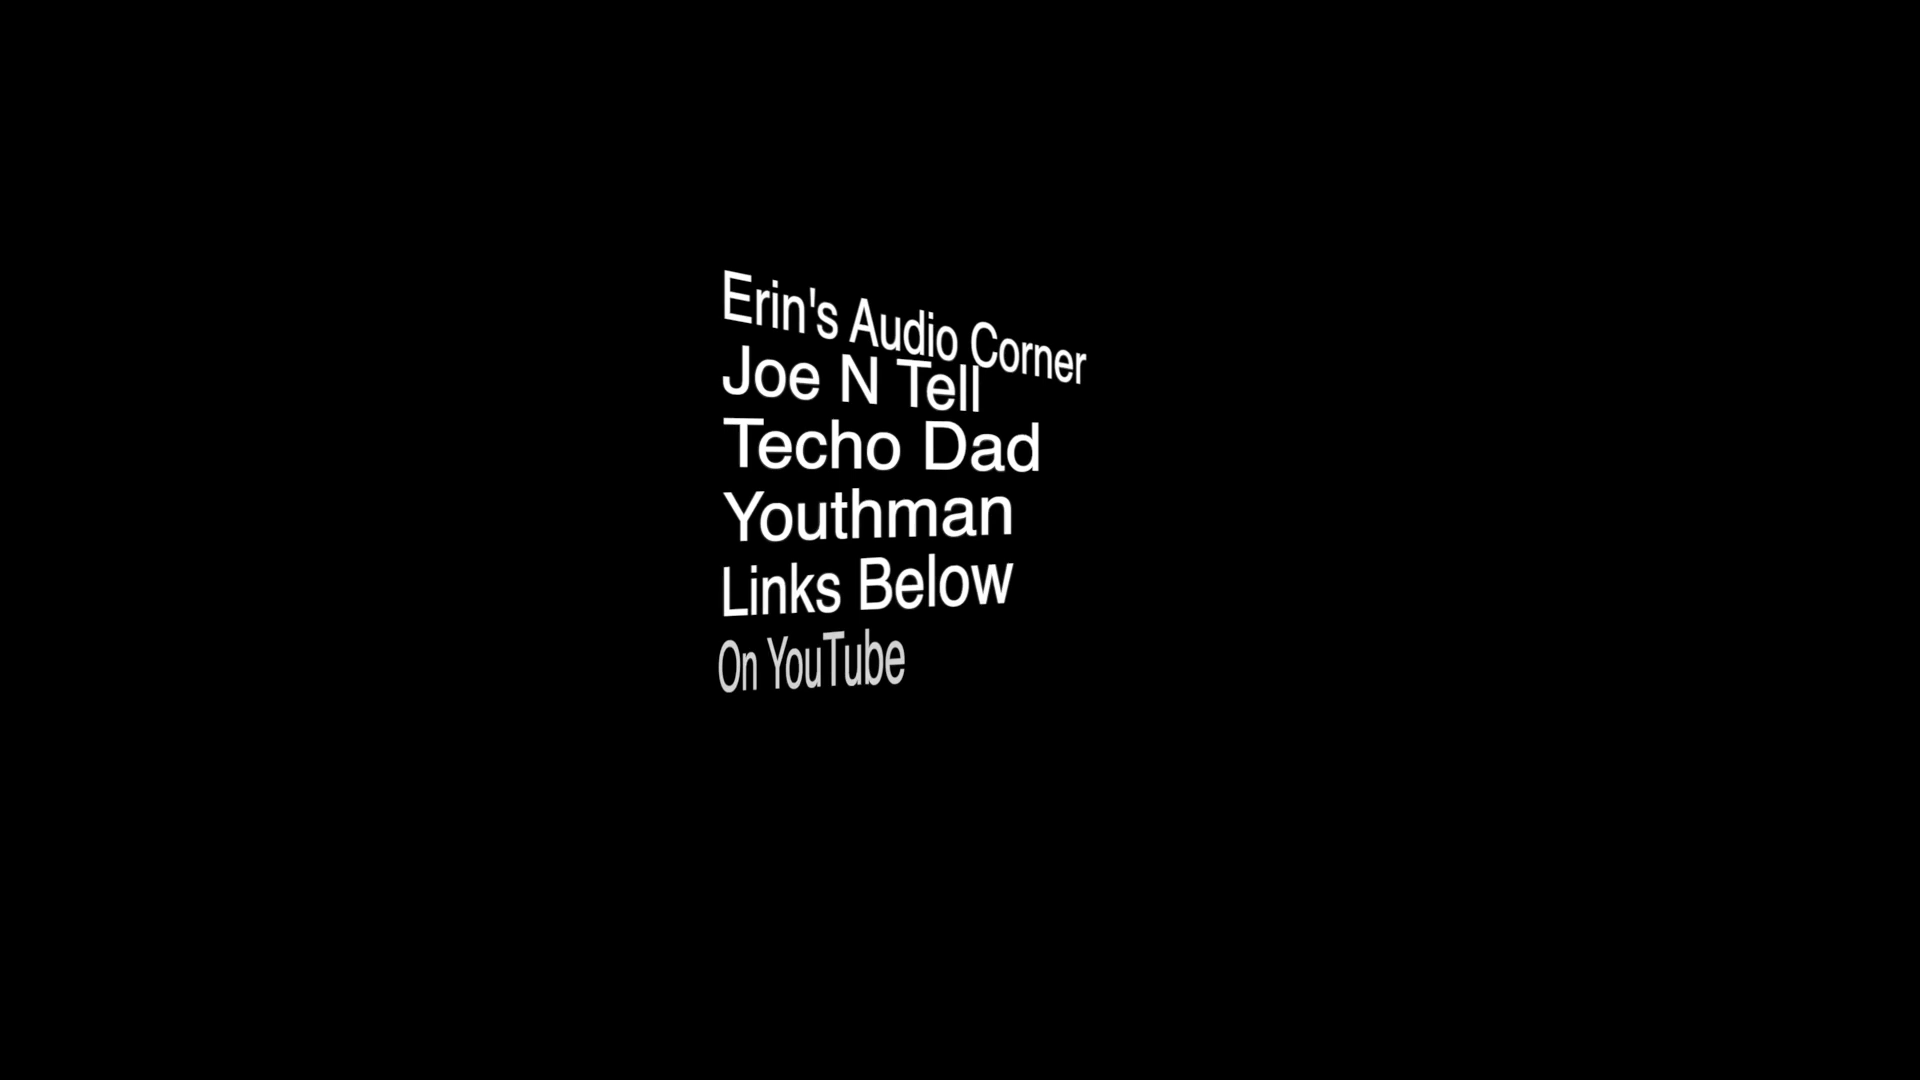 Erin's Audio Corner
Joe N Tell
Techo Dad
Youthman
Links Below
On YouTube